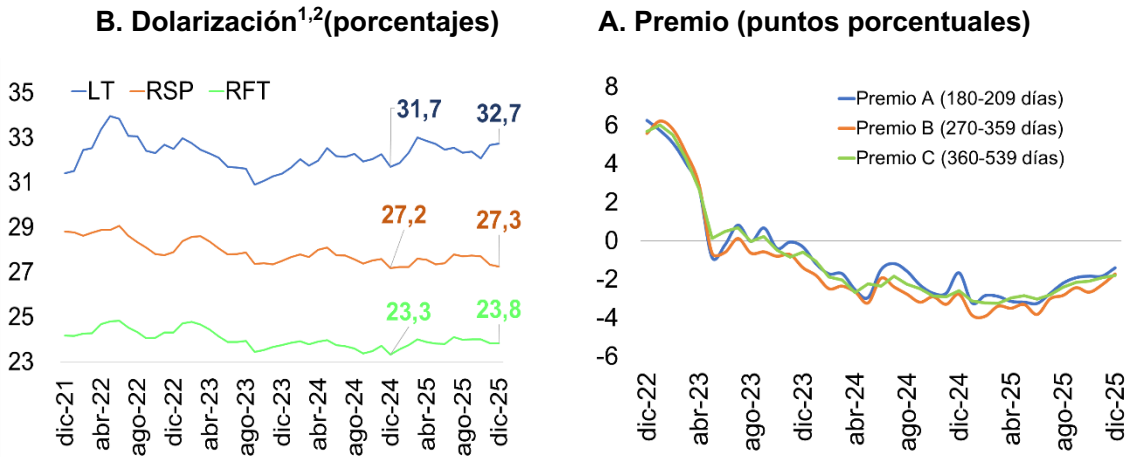 B. Dolarización1,2(porcentajes)
LT RSP RFT
35
33
31
29
27
25
23
31,7
32,7
27,2
27,3
23,3
23,8
dic-21
abr-22
ago-22
dic-22
abr-23
ago-23
dic-23
abr-24
ago-24
dic-24
abr-25
ago-25
dic-25
A. Premio (puntos porcentuales)
8
6
4
2
0
-2
-4
-6
Premio A (180-209 días)
Premio B (270-359 días)
Premio C (360-539 días)
dic-22
abr-23
ago-23
dic-23
abr-24
ago-24
dic-24
abr-25
ago-25
dic-25